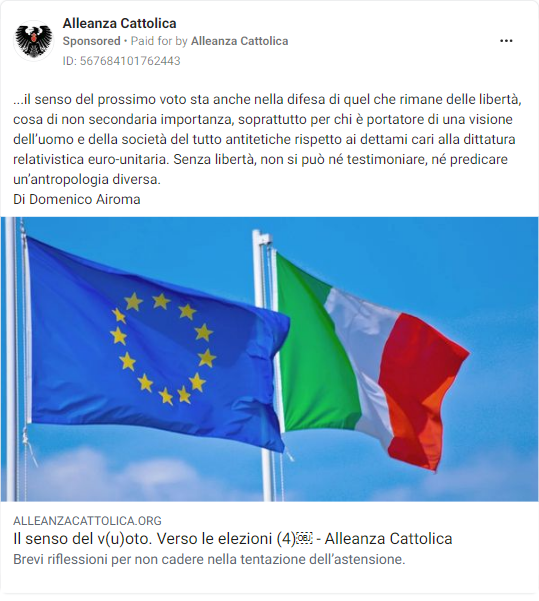 Alleanza Cattolica
Sponsored • Paid for by Alleanza Cattolica
ID: 567684101762443
...il senso del prossimo voto sta anche nella difesa di quel che rimane delle libertà,
cosa di non secondaria importanza, soprattutto per chi è portatore di una visione
dell'uomo e della società del tutto antitetiche rispetto ai dettami cari alla dittatura
relativistica euro-unitaria. Senza libertà, non si può né testimoniare, né predicare
un'antropologia diversa.
Di Domenico Airoma
ALLEANZACATTOLICA.ORG
Il senso del v(u)oto. Verso le elezioni (4)￼ - Alleanza Cattolica
Brevi riflessioni per non cadere nella tentazione dell'astensione.